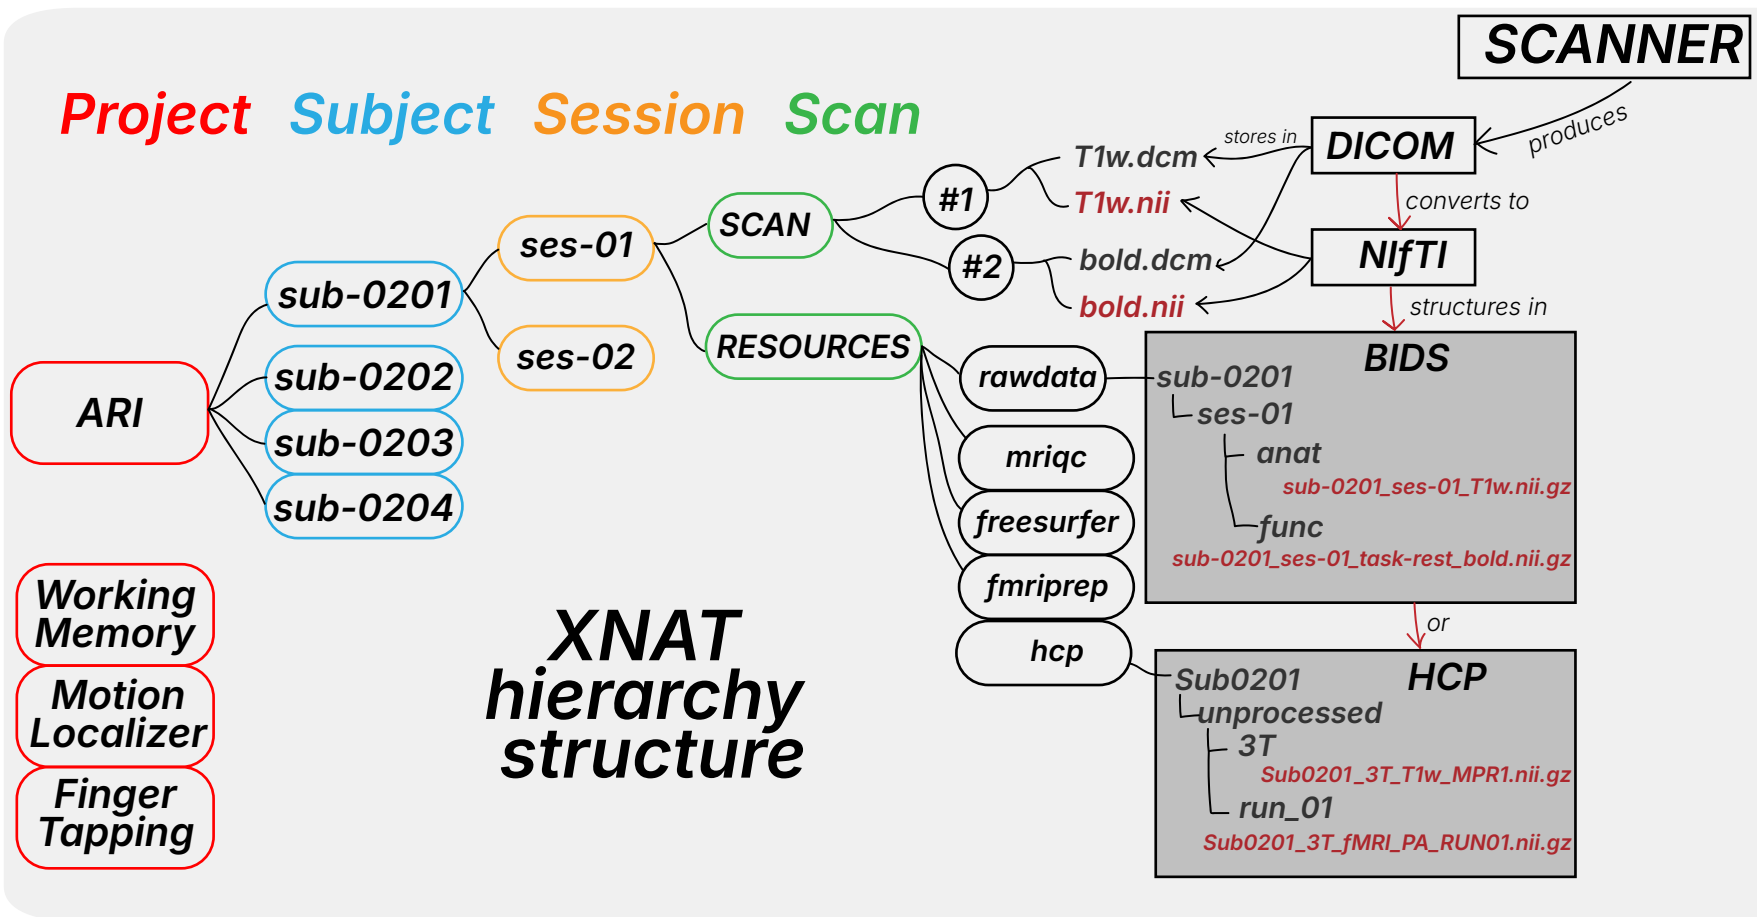 SCANNER
Project Subject Session Scan
produces
stores in
DICOM
T1w.dcm
#1
T1w.nii
converts to
SCAN
ses-01
NIfTI
bold.dcm
#2
bold.nii
structures in
sub-0201
ses-02
RESOURCES
sub-0202
ARI
sub-0203
sub-0204
rawdata
mriqc
freesurfer
fmriprep
hcp
BIDS
sub-0201
ses-01
anat
sub-0201_ses-01_T1w.nii.gz
func
sub-0201_ses-01_task-rest_bold.nii.gz
or
HCP
Sub0201
unprocessed
3T
Sub0201_3T_T1w_MPR1.nii.gz
run_01
Sub0201_3T_fMRI_PA_RUN01.nii.gz
Working
Memory
Motion
Localizer
Finger
Tapping
XNAT
hierarchy
structure